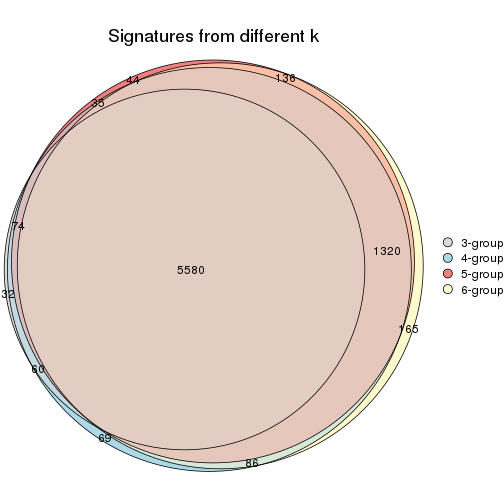 Signatures from different k
44
136
35
74
1320
5580
32
165
60
69
86
3-group
4-group
5-group
6-group